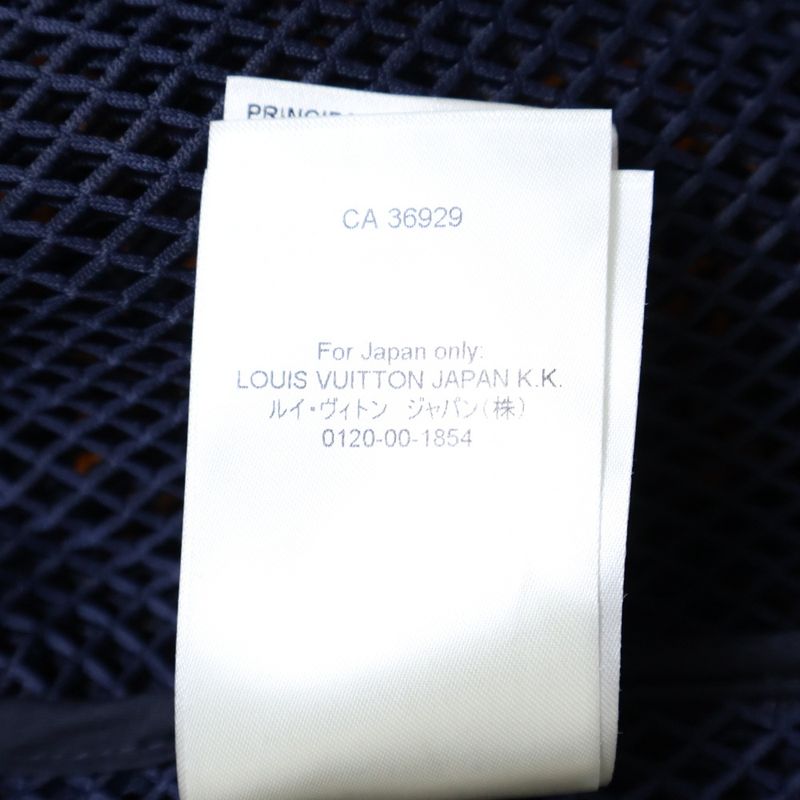 CA 36929
For Japan only:
LOUIS VUITTON JAPAN K.K.
ルイ・ヴィトン　ジャパン(株)
0120-00-1854